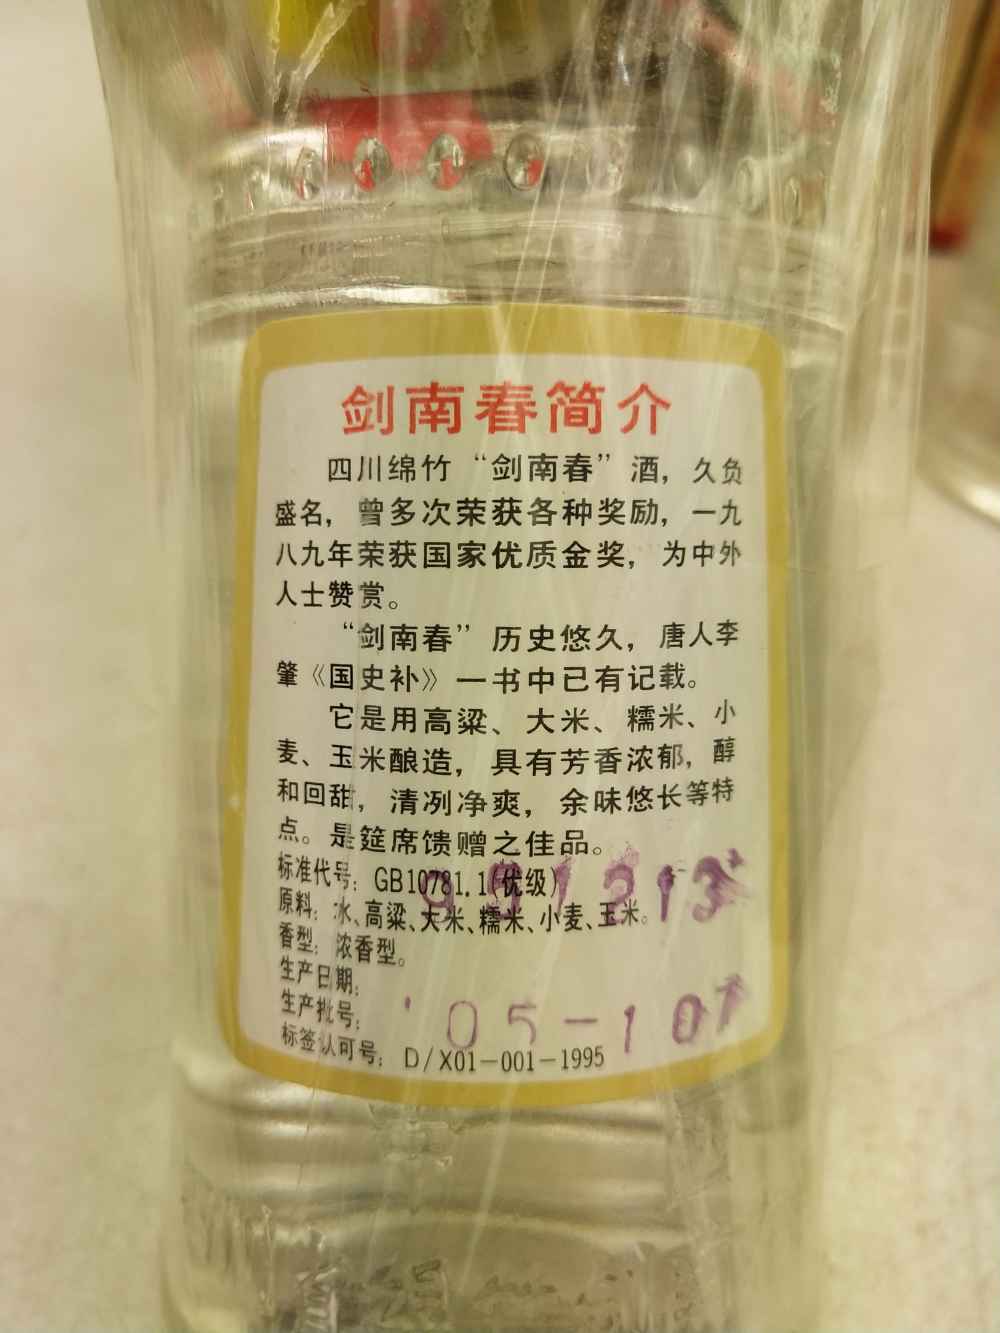 剑南春简介
四川绵竹“剑南春”酒，久负
盛名，曾多次荣获各种奖励，一九
八九年荣获国家优质金奖，为中外
人士赞赏。
“剑南春”历史悠久，唐人李
肇《国史补》一书中已有记载。
它是用高粱、大米、糯米、小
麦、玉米酿造，具有芳香浓郁，醇
和回甜，清冽净爽，余味悠长等特
点。是筵席馈赠之佳品。
标准代号：GB10781.1(优级)
原料：水、高粱、大米、糯米、小麦、玉米。
香型：浓香型。
生产日期：
生产批号：
05-107
标签认可号：D/X01-001-1995